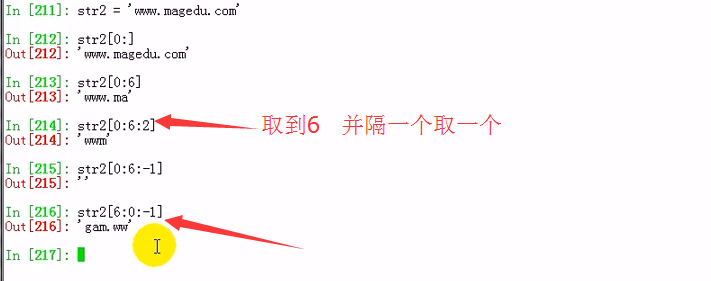 In [211]: str2 = 'www.magedu.com'
In [212]: str2[0:]
Out[212]: 'www.magedu.com'
In [213]: str2[0:6]
Out[213]: 'www.ma'
In [214]: str2[0:6:2]
Out[214]: 'wwm'
取到6 并隔一个取一个
In [215]: str2[0:6:-1]
Out[215]: ''
In [216]: str2[6:0:-1]
Out[216]: 'gam.ww'
In [217]: